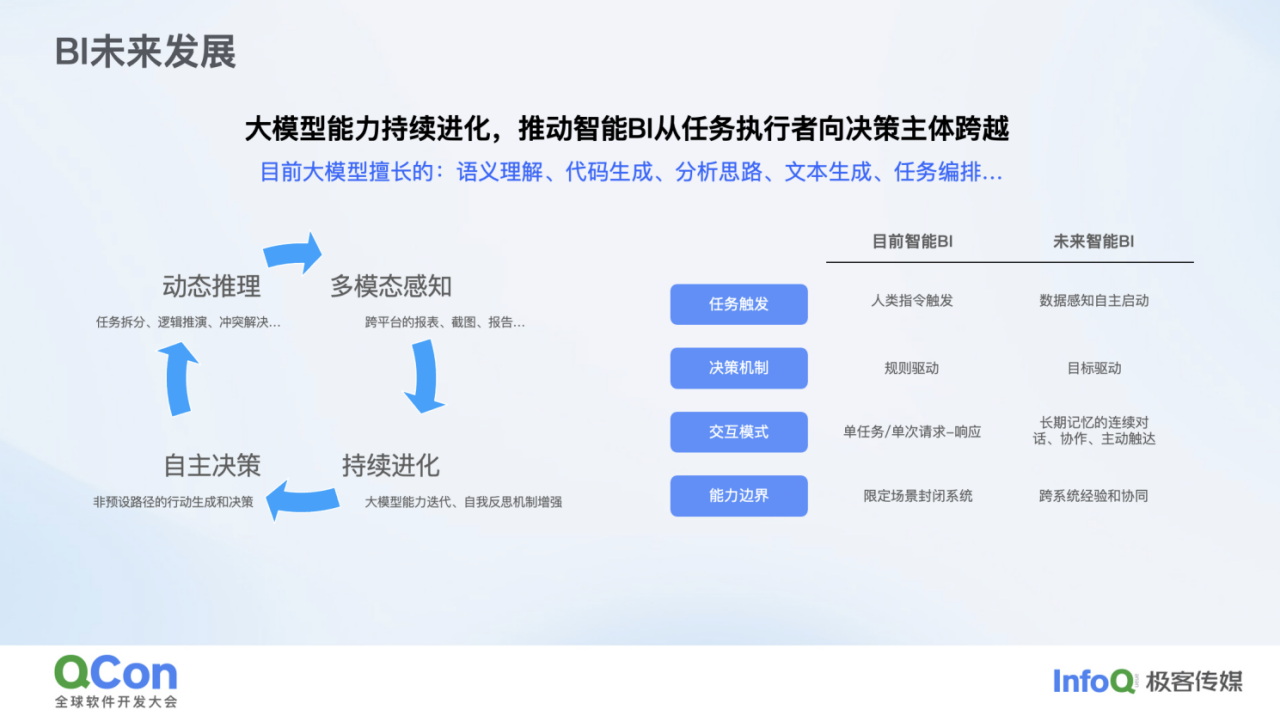 BI未来发展
大模型能力持续进化，推动智能BI从任务执行者向决策主体跨越
目前大模型擅长的：语义理解、代码生成、分析思路、文本生成、任务编排…
动态推理
任务拆分、逻辑推演、冲突解决…
多模态感知
跨平台的报表、截图、报告…
自主决策
非预设路径的行动生成和决策
持续进化
大模型能力迭代、自我反思机制增强
目前智能BI 未来智能BI
任务触发 人类指令触发 数据感知自主启动
决策机制 规则驱动 目标驱动
交互模式 单任务/单次请求-响应 长期记忆的连续对
话、协作、主动触达
能力边界 限定场景封闭系统 跨系统经验和协同
QCon
全球软件开发大会
InfoQ 极客传媒